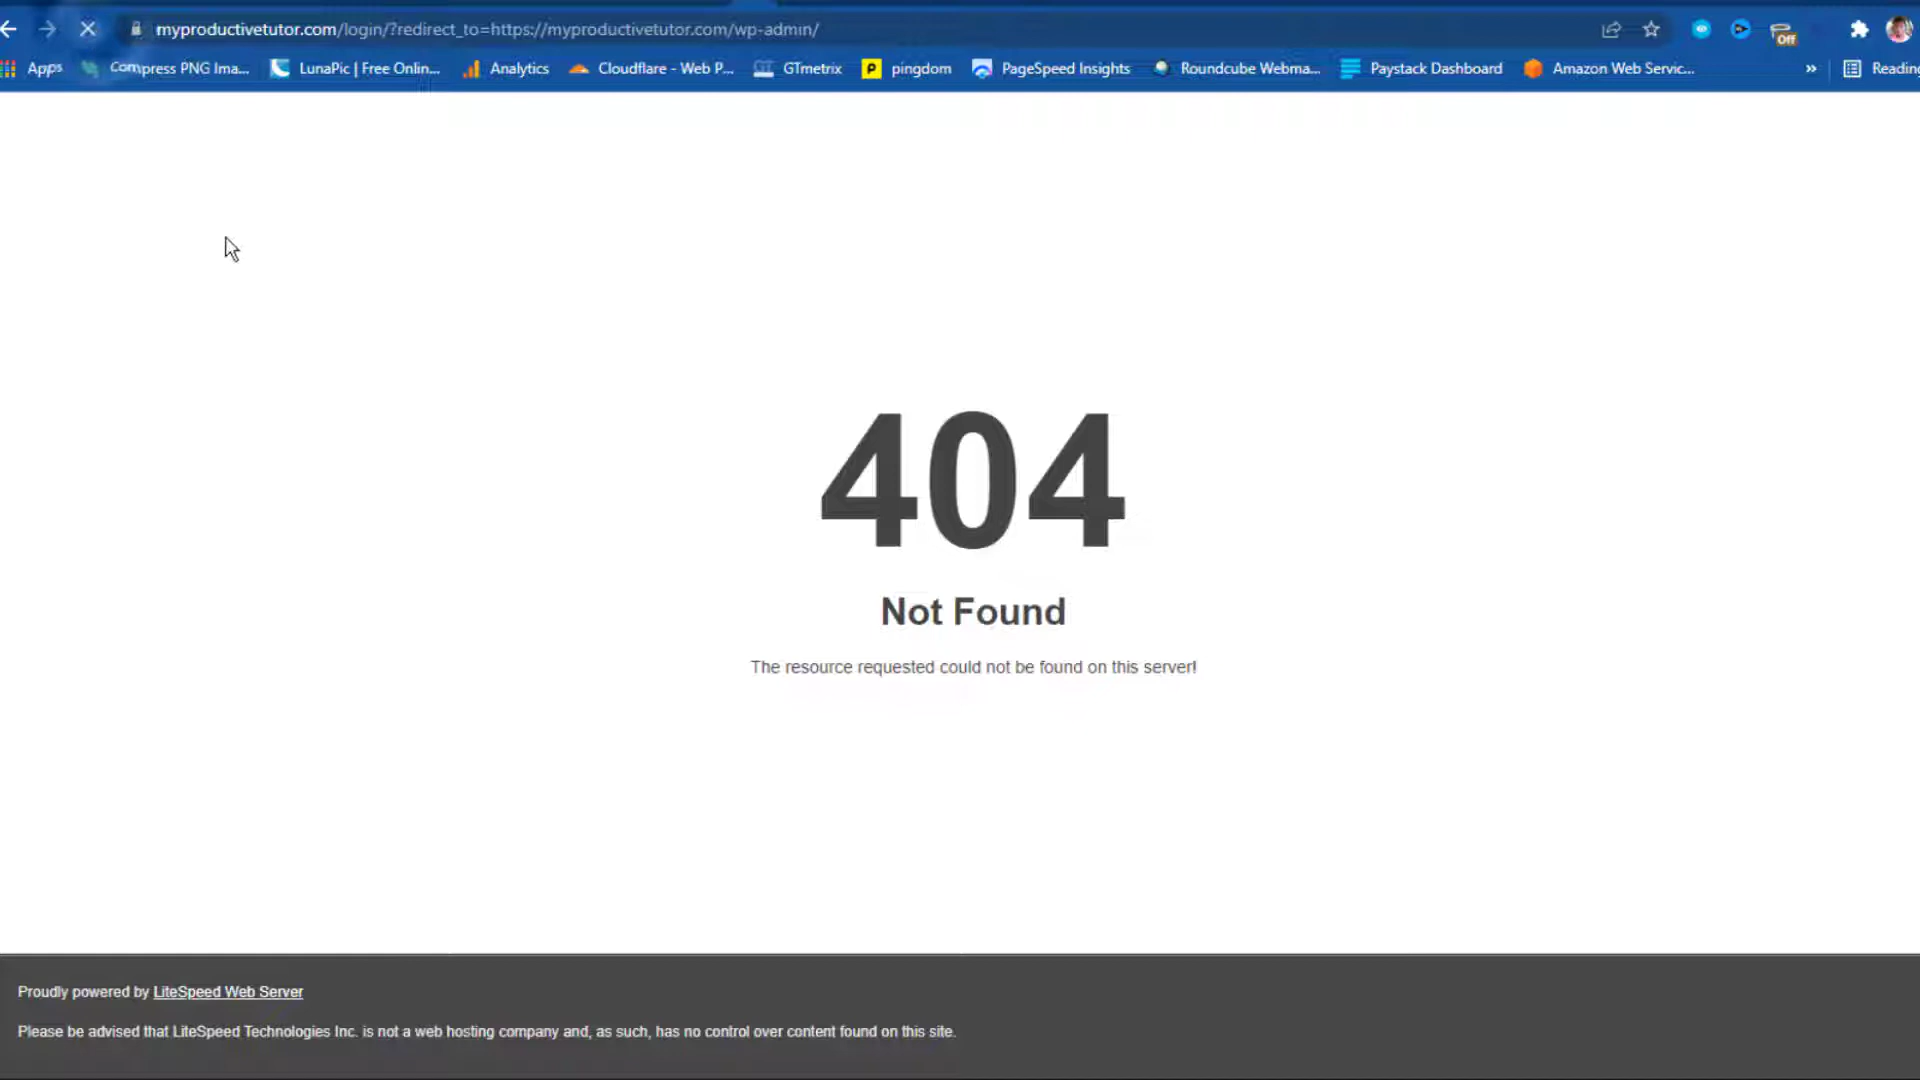 myproductivetutor.com/login/?redirect_to=https://myproductivetutor.com/wp-admin/
Off
Apps Compress PNG Ima... LunaPic | Free Onlin... Analytics Cloudflare - Web P... GTmetrix P pingdom PageSpeed Insights Roundcube Webma... Paystack Dashboard Amazon Web Servic... » Reading
404
Not Found
The resource requested could not be found on this server!
Proudly powered by LiteSpeed Web Server
Please be advised that LiteSpeed Technologies Inc. is not a web hosting company and, as such, has no control over content found on this site.